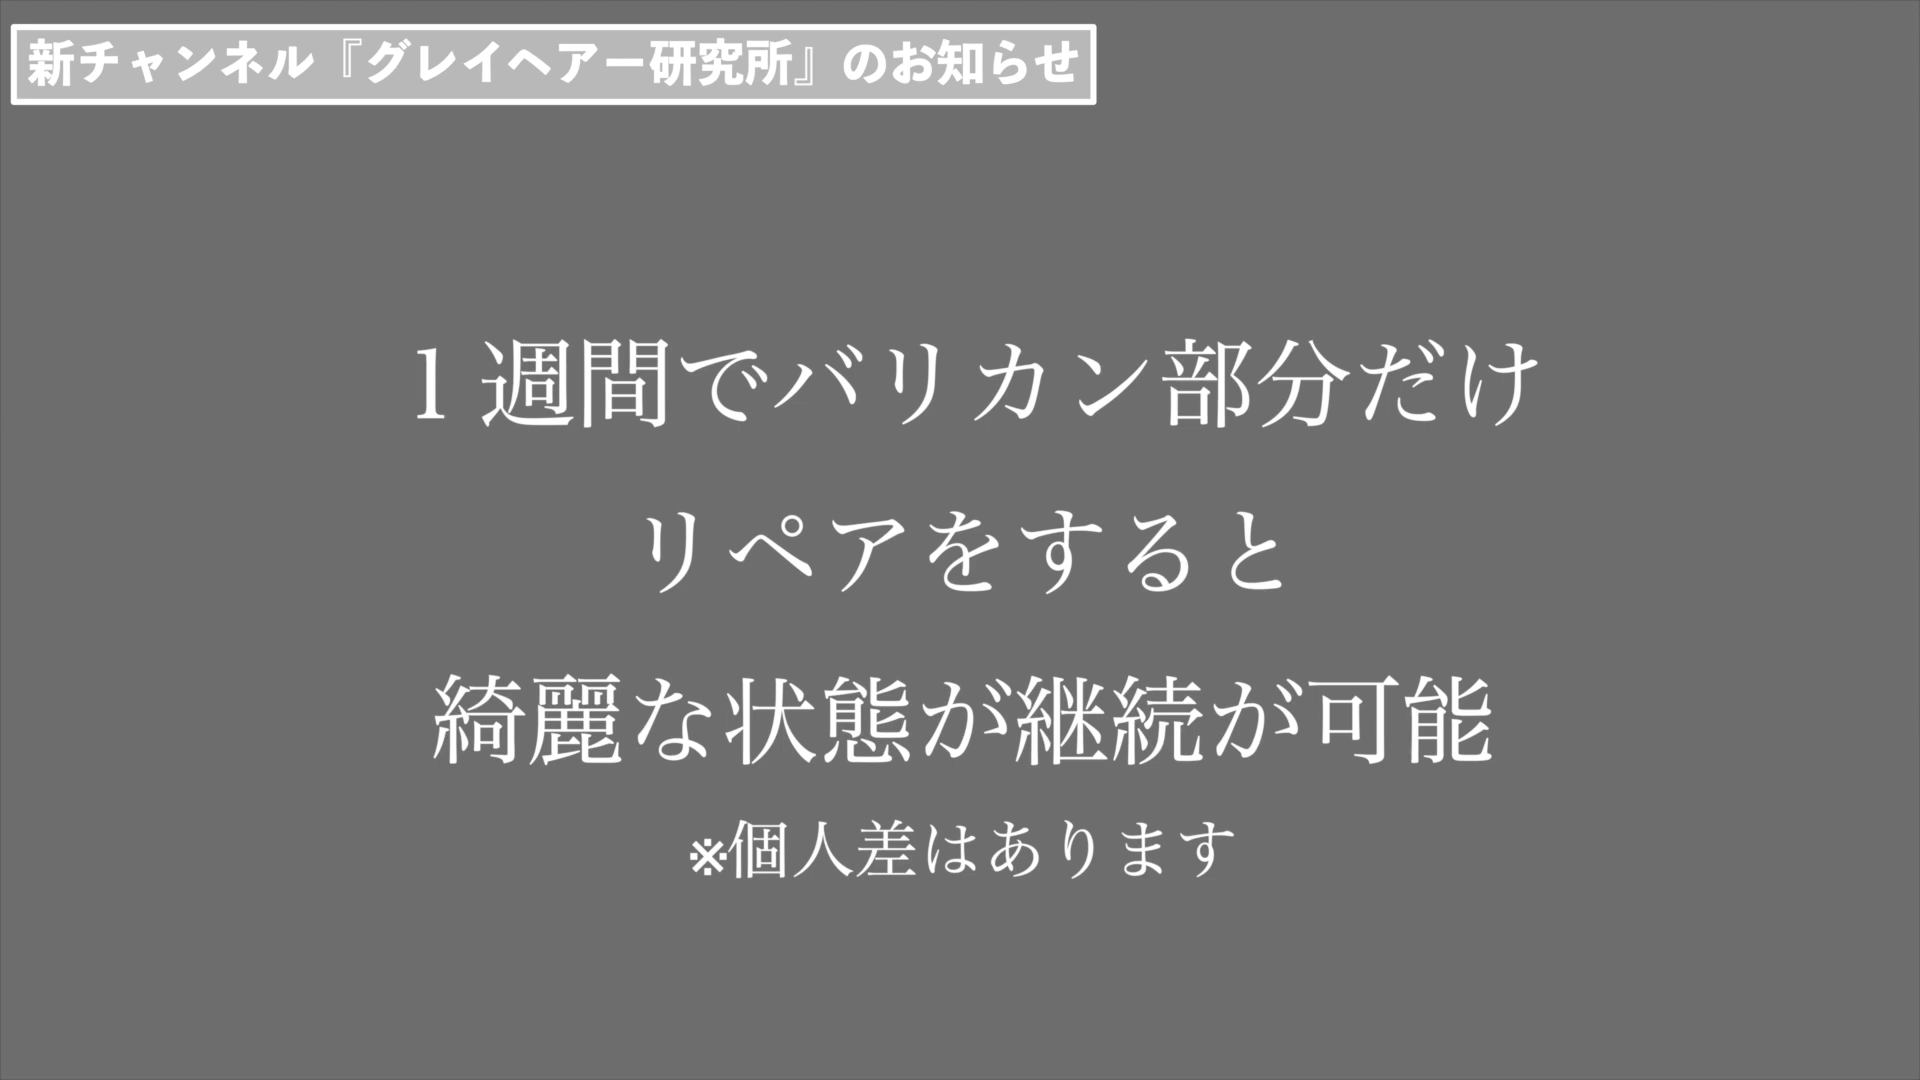 新チャンネル『グレイヘアー研究所』のお知らせ
１週間でバリカン部分だけ
リペアをすると
綺麗な状態が継続が可能
※個人差はあります